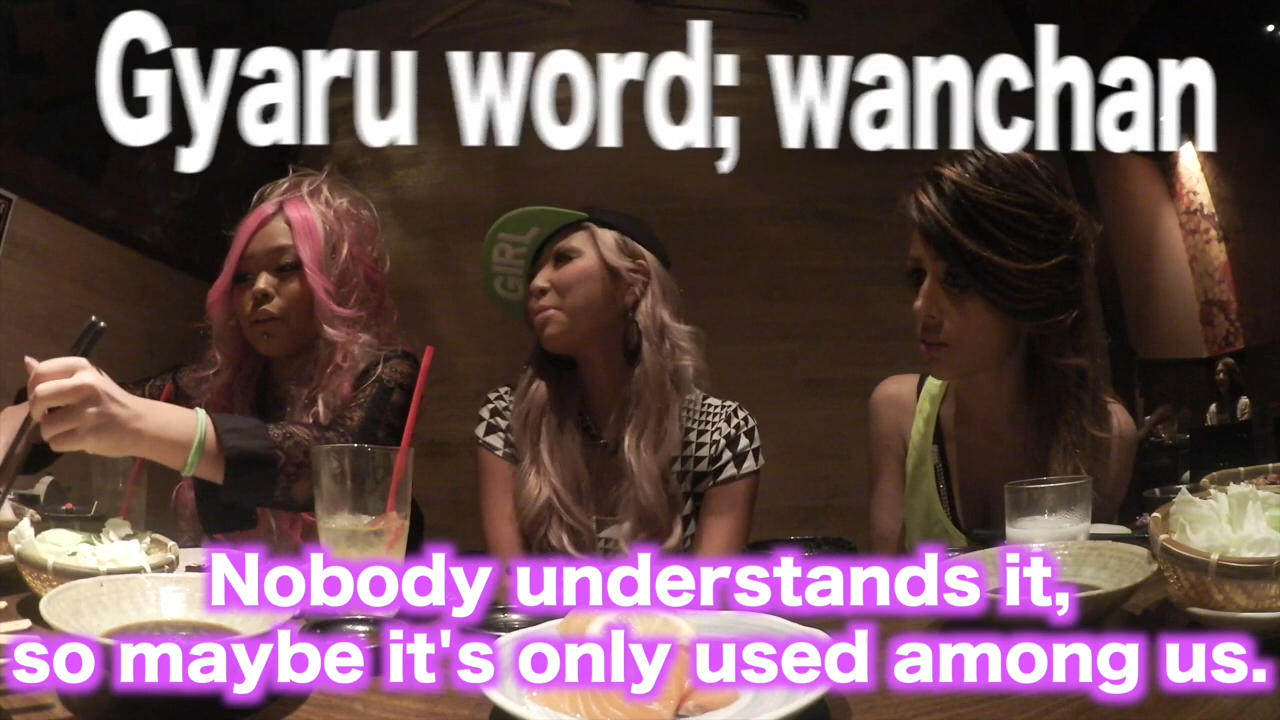 Gyaru word; wanchan
GIRL
Nobody understands it,
so maybe it's only used among us.